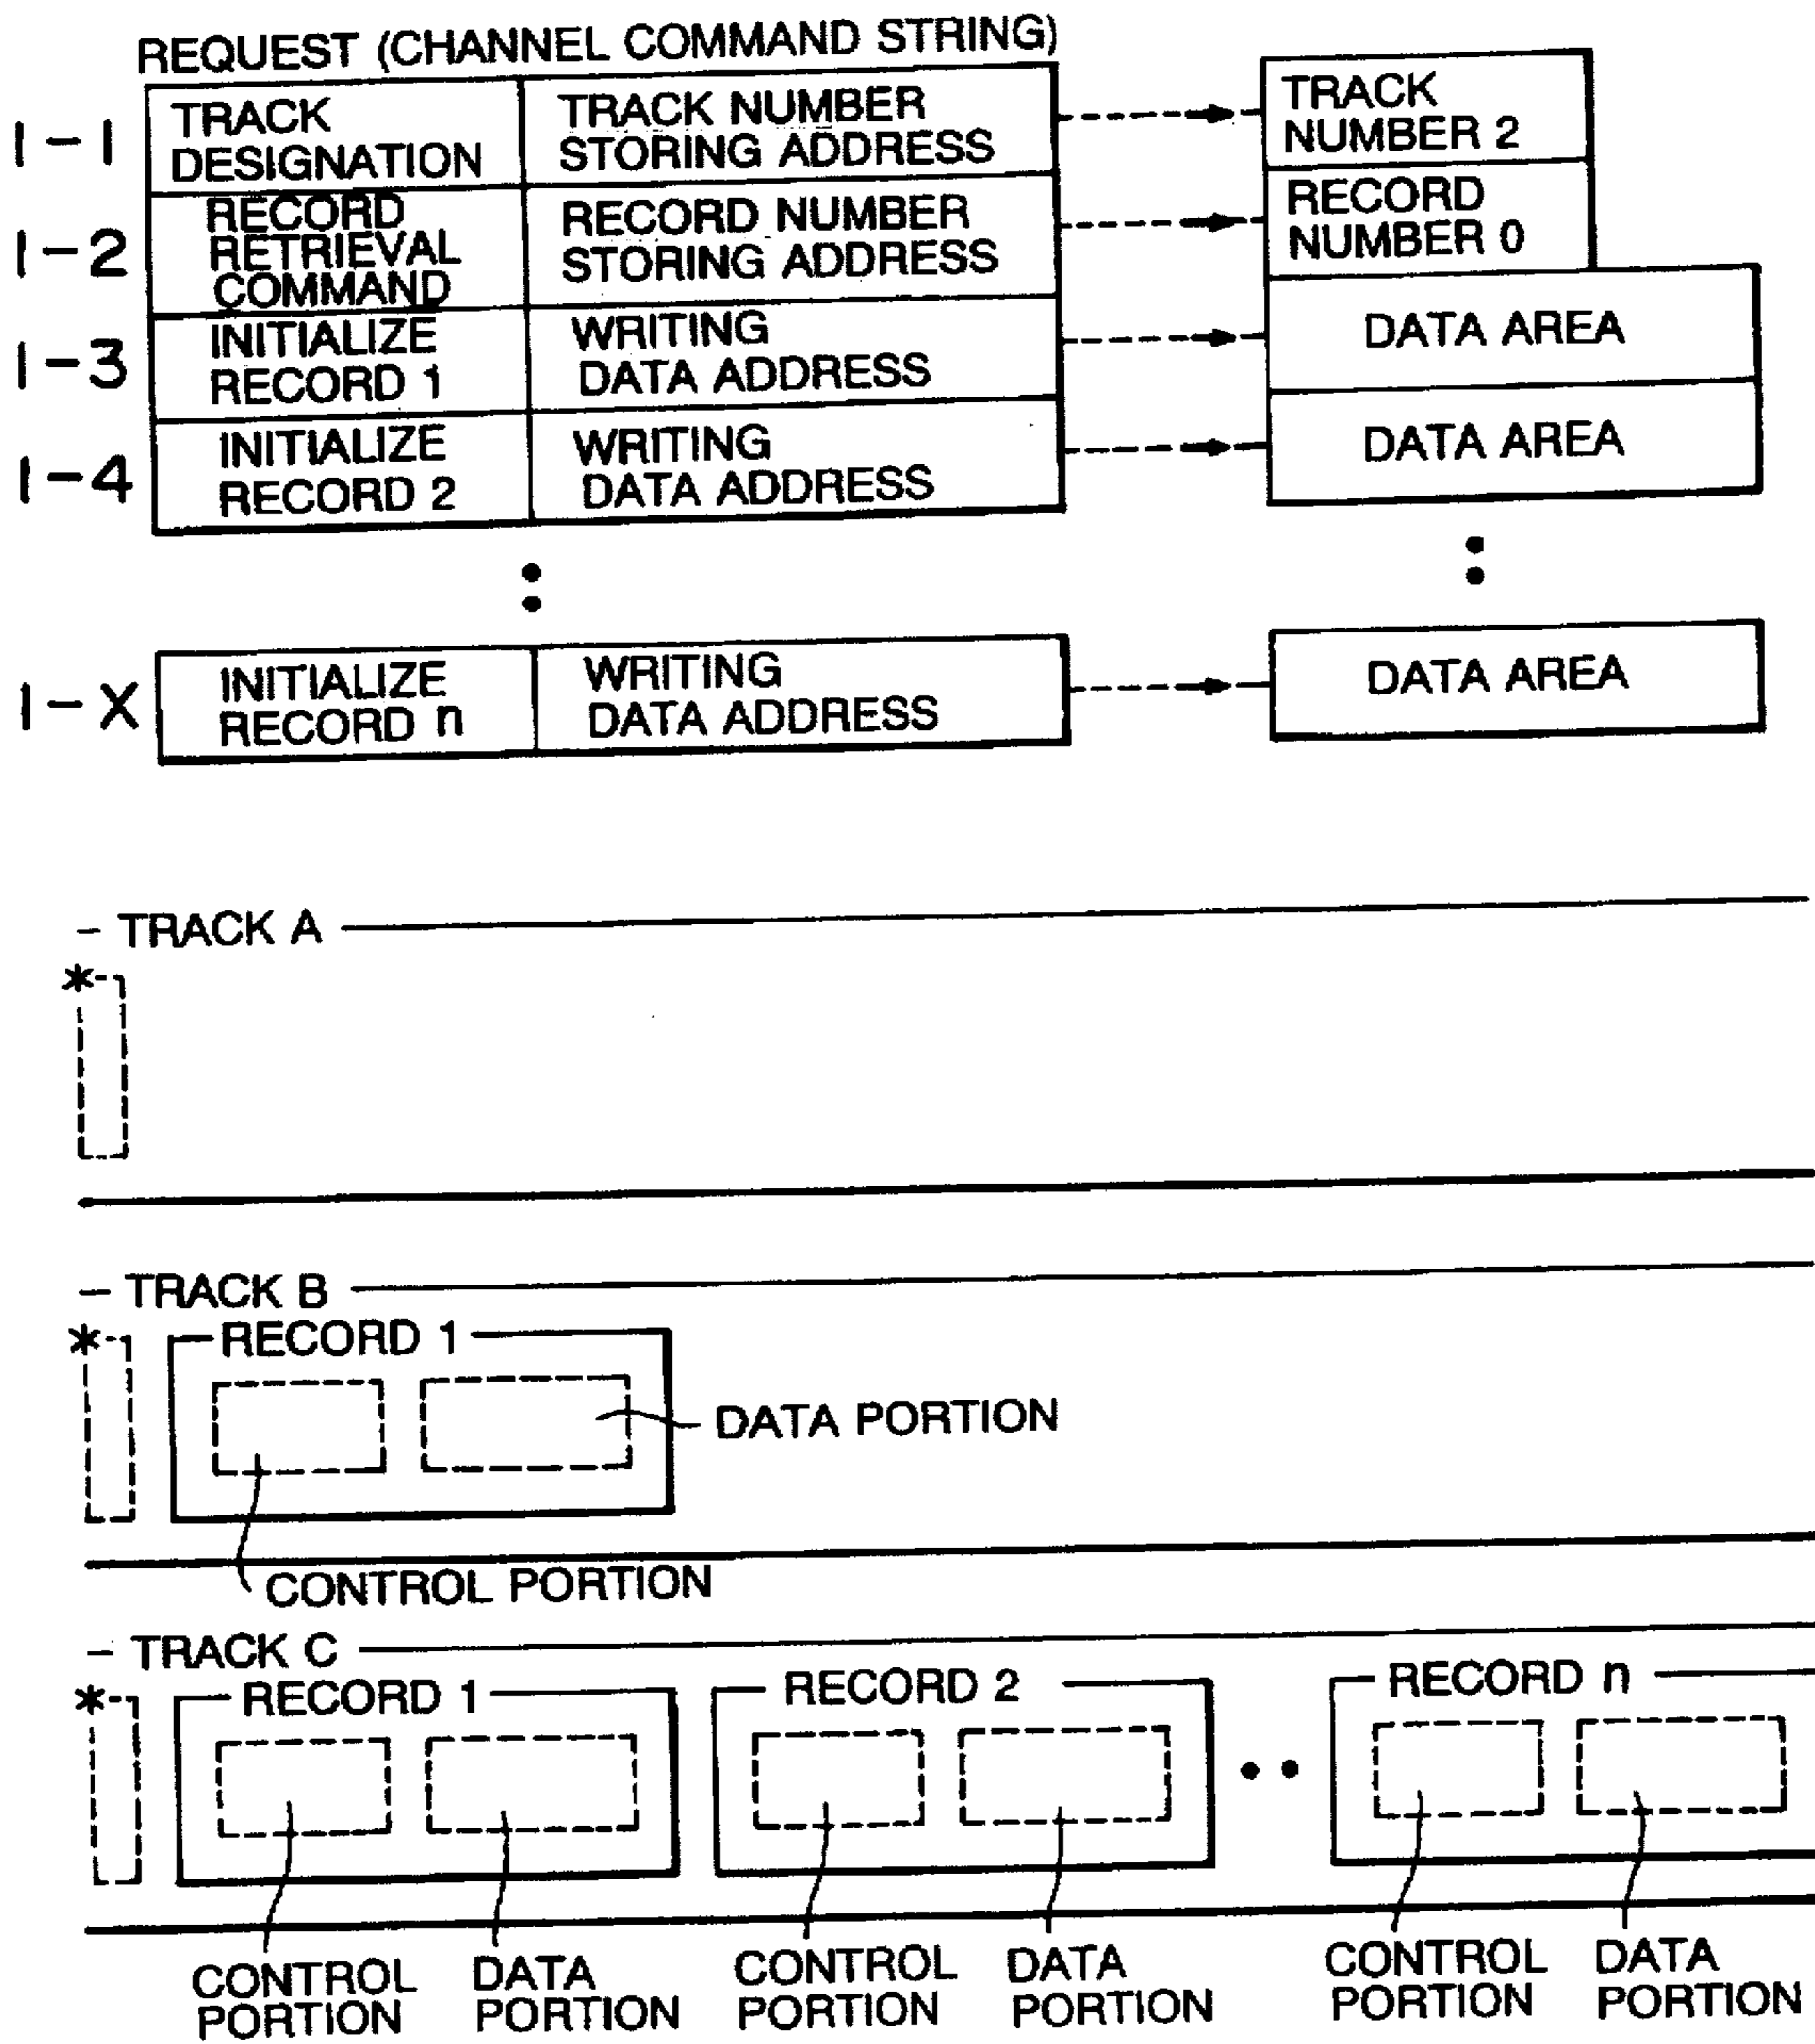 REQUEST (CHANNEL COMMAND STRING)
1-1
TRACK
DESIGNATION
TRACK NUMBER
STORING ADDRESS
TRACK
NUMBER 2
1-2
RECORD
RETRIEVAL
COMMAND
RECORD NUMBER
STORING ADDRESS
RECORD
NUMBER 0
1-3
INITIALIZE
RECORD 1
WRITING
DATA ADDRESS
DATA AREA
1-4
INITIALIZE
RECORD 2
WRITING
DATA ADDRESS
DATA AREA
1-X
INITIALIZE
RECORD n
WRITING
DATA ADDRESS
DATA AREA
TRACK A
*
TRACK B
*
RECORD 1
DATA PORTION
CONTROL PORTION
TRACK C
*
RECORD 1
RECORD 2
RECORD n
CONTROL
PORTION
DATA
PORTION
CONTROL
PORTION
DATA
PORTION
CONTROL
PORTION
DATA
PORTION